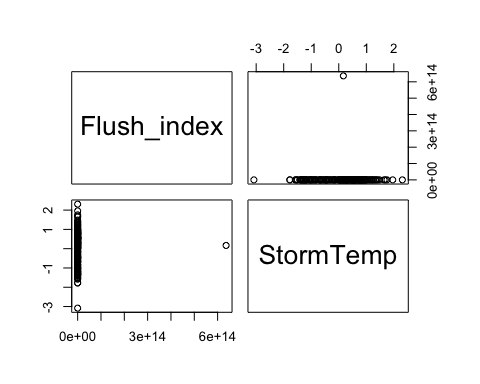 -3 -2 -1 0 1 2
Flush_index
0e+00 3e+14 6e+14
-3 -1 1 2
StormTemp
0e+00 3e+14 6e+14